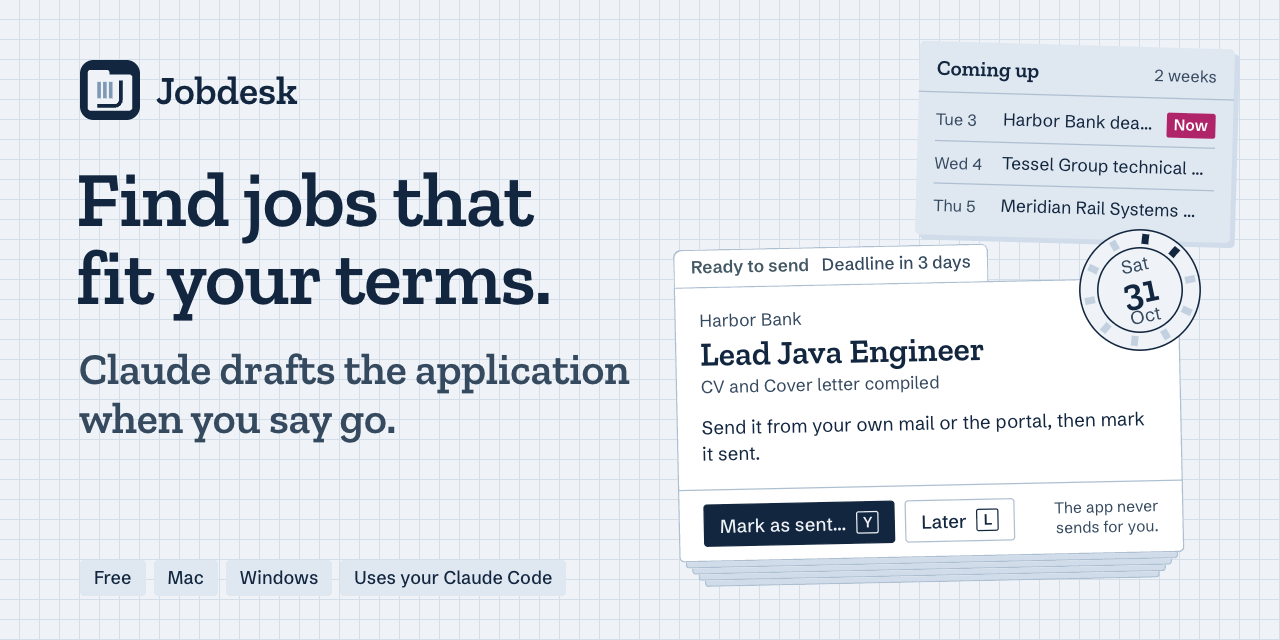 Jobdesk
Find jobs that
fit your terms.
Claude drafts the application
when you say go.
Free
Mac
Windows
Uses your Claude Code
Coming up
2 weeks
Tue 3 Harbor Bank dea... Now
Wed 4 Tessel Group technical ...
Thu 5 Meridian Rail Systems ...
Sat
31
Oct
Ready to send Deadline in 3 days
Harbor Bank
Lead Java Engineer
CV and Cover letter compiled
Send it from your own mail or the portal, then mark
it sent.
Mark as sent... Y
Later L
The app never
sends for you.